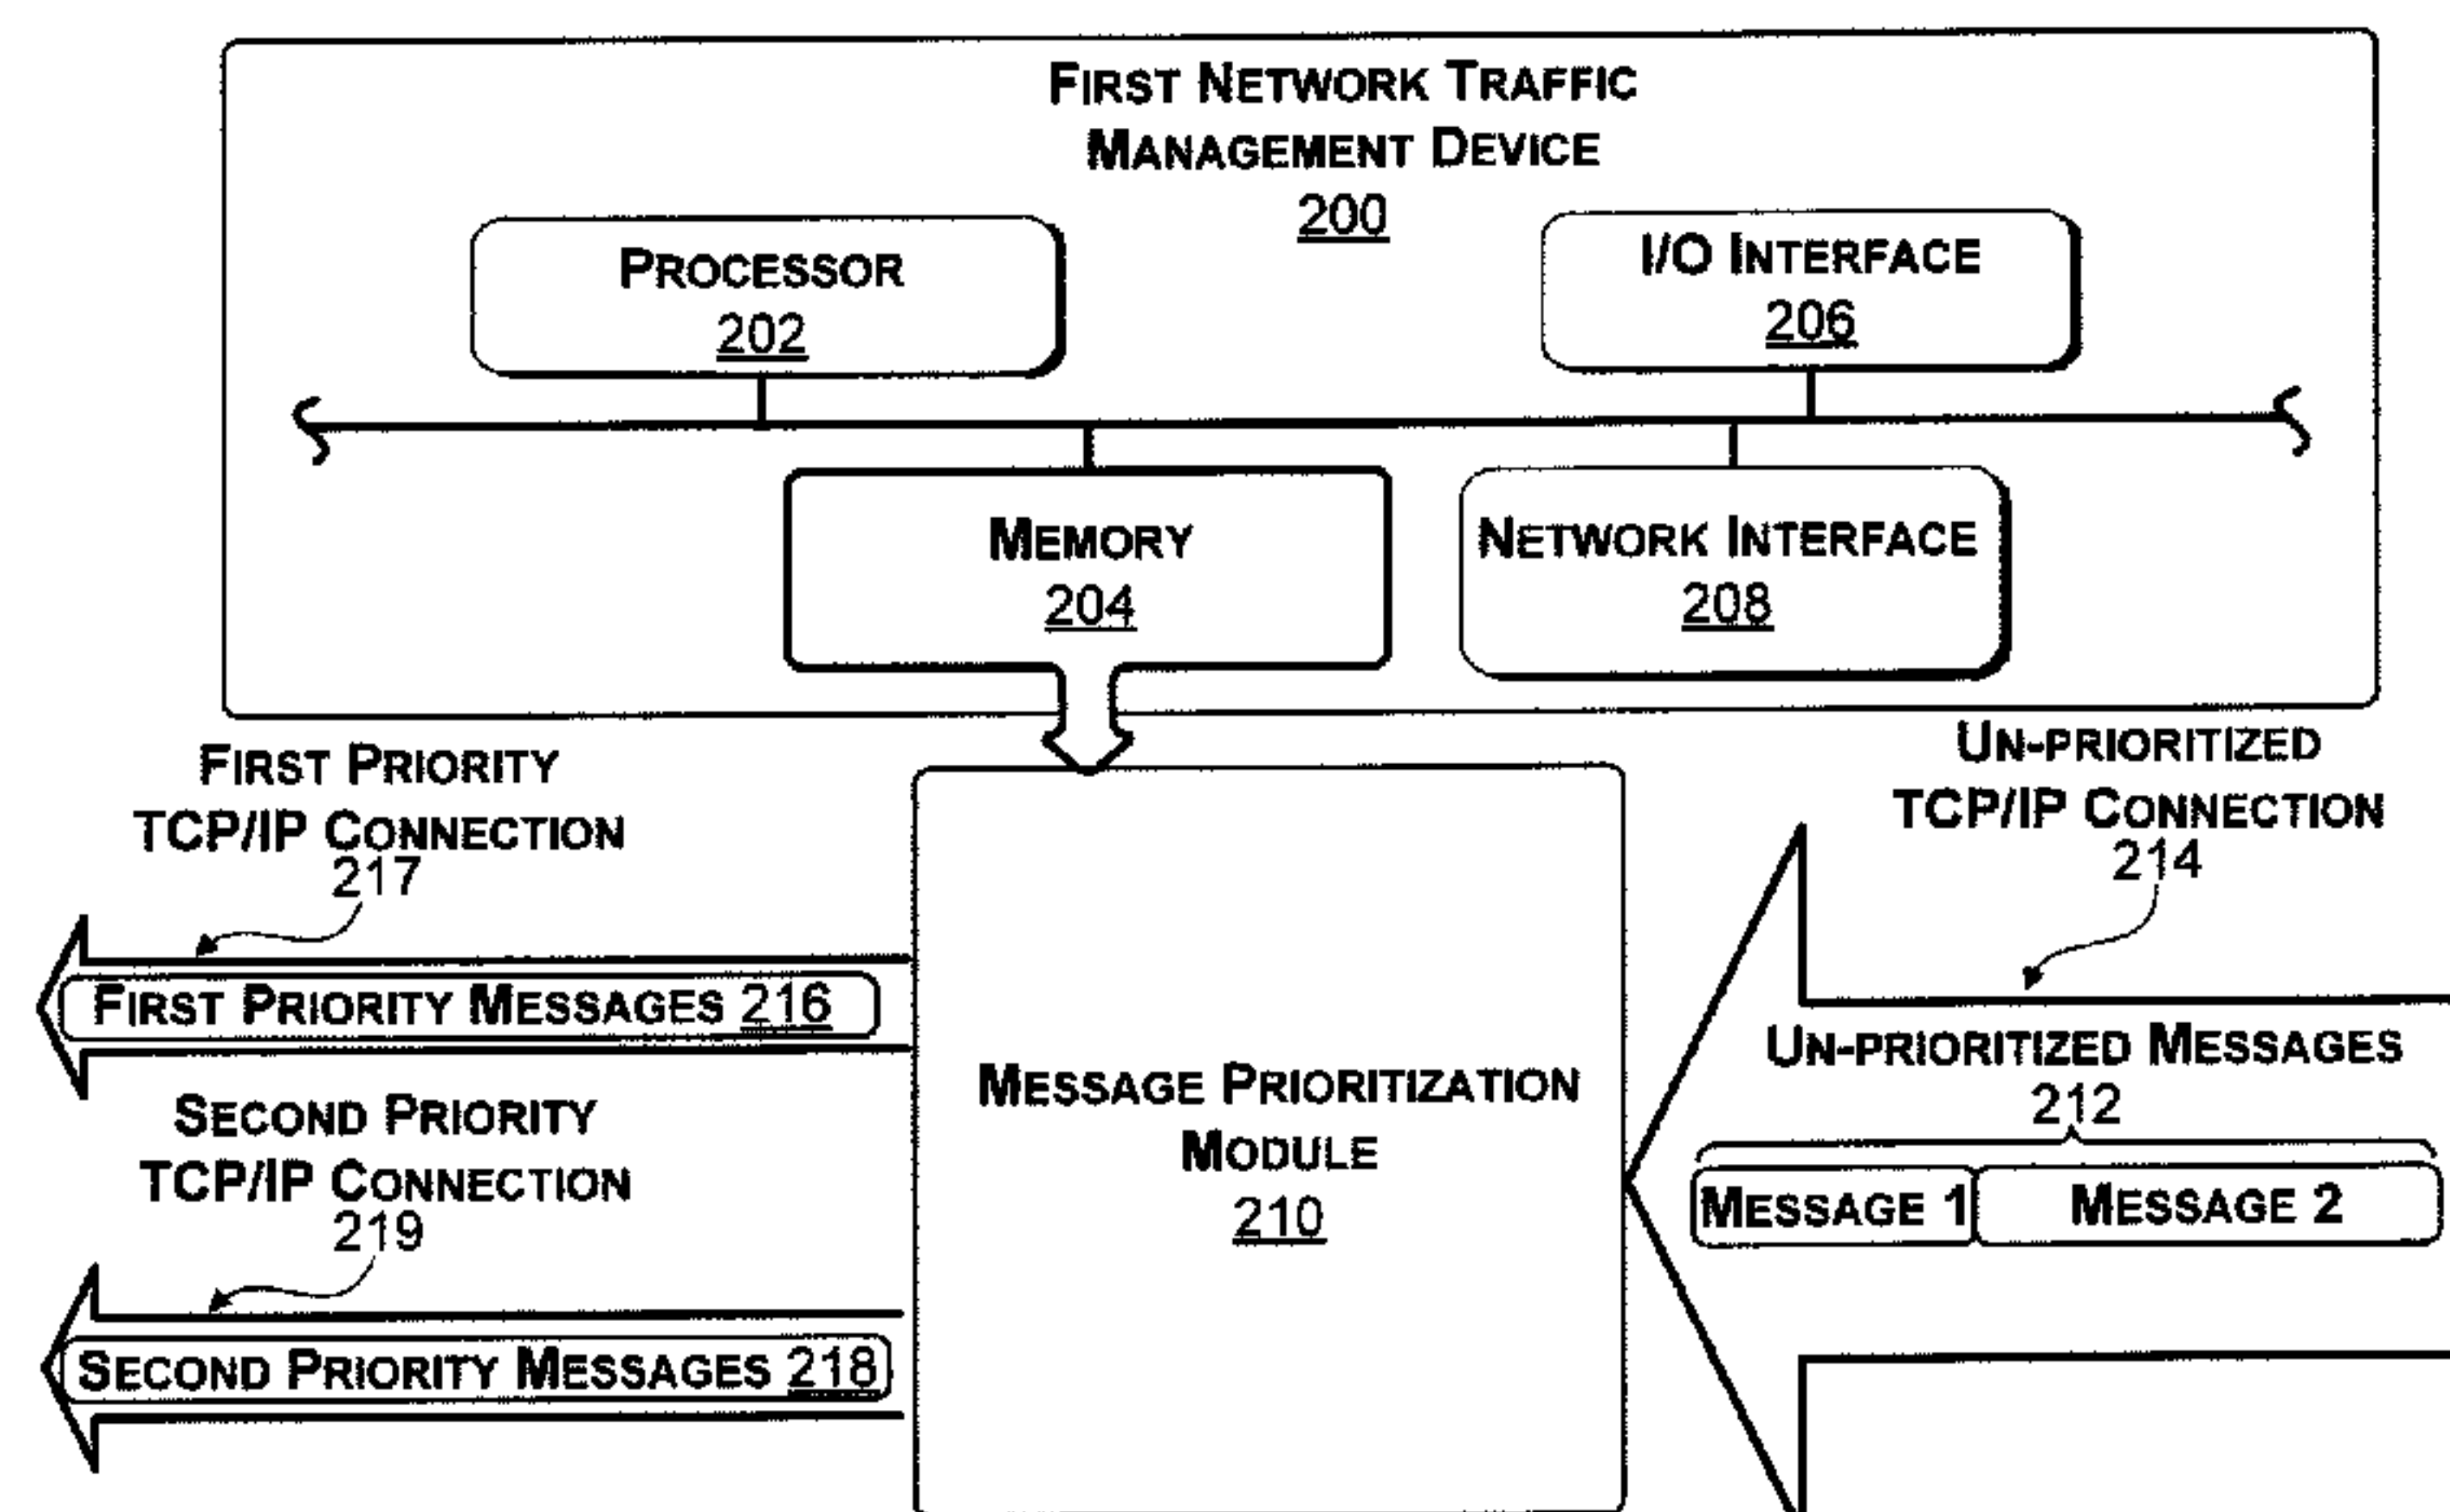 FIRST NETWORK TRAFFIC
MANAGEMENT DEVICE
200
PROCESSOR
202
I/O INTERFACE
206
MEMORY
204
NETWORK INTERFACE
208
FIRST PRIORITY
TCP/IP CONNECTION
217
UN-PRIORITIZED
TCP/IP CONNECTION
214
FIRST PRIORITY MESSAGES 216
SECOND PRIORITY
TCP/IP CONNECTION
219
SECOND PRIORITY MESSAGES 218
MESSAGE PRIORITIZATION
MODULE
210
UN-PRIORITIZED MESSAGES
212
MESSAGE 1
MESSAGE 2